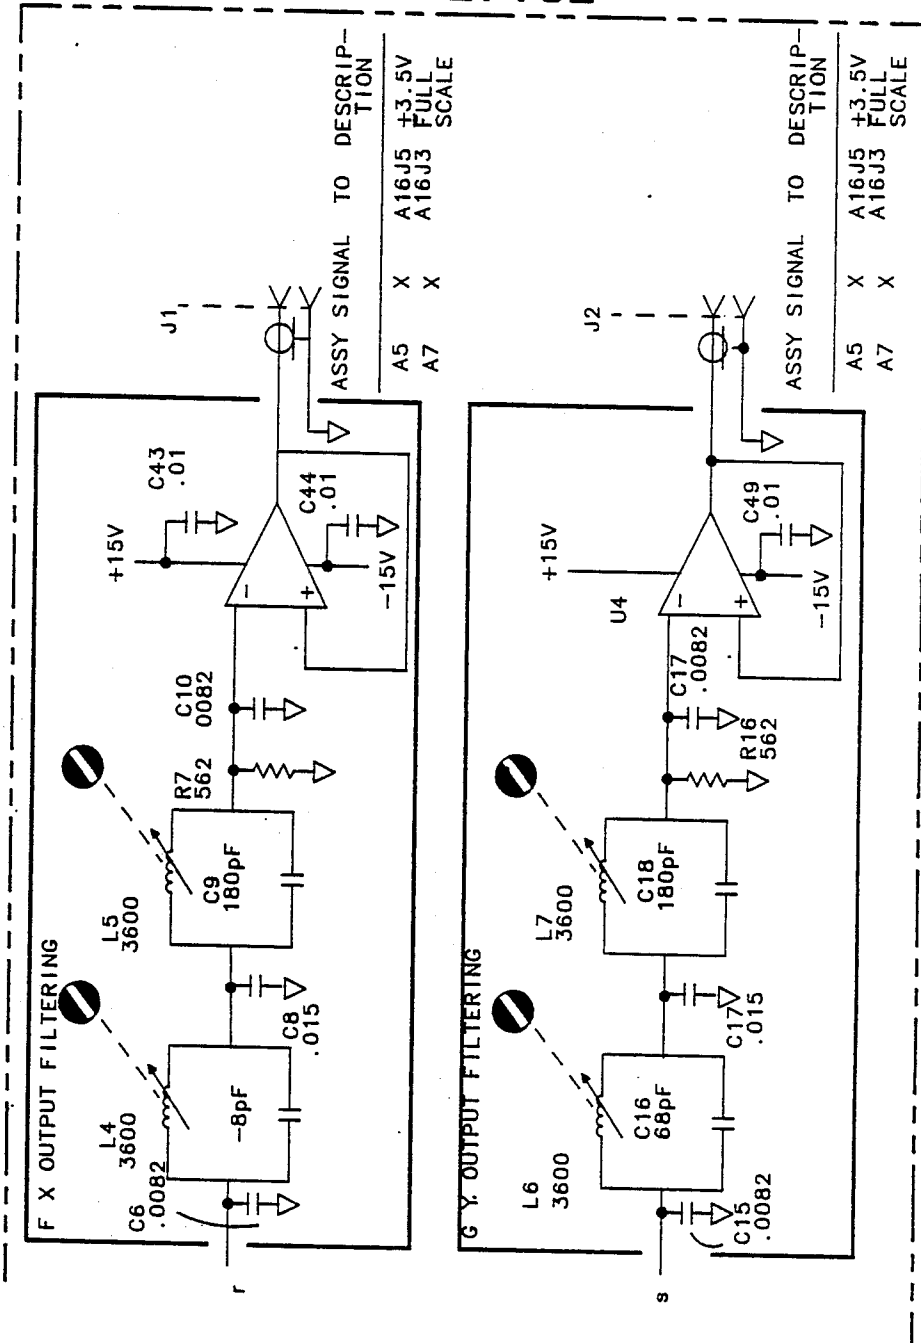 F X OUTPUT FILTERING
r
C6
.0082
L4
3600
-8pF
C8
.015
L5
3600
C9
180pF
R7
562
C10
0082
-
+
+15V
C43
.01
C44
.01
-15V
J1
ASSY SIGNAL TO DESCRIP-
TION
A5 X A16J5 +3.5V
A7 X A16J3 FULL
SCALE
G Y. OUTPUT FILTERING
s
C15
.0082
L6
3600
C16
68pF
C17
.015
L7
3600
C18
180pF
R16
562
C17
.0082
U4
-
+
+15V
C49
.01
-15V
J2
ASSY SIGNAL TO DESCRIP-
TION
A5 X A16J5 +3.5V
A7 X A16J3 FULL
SCALE